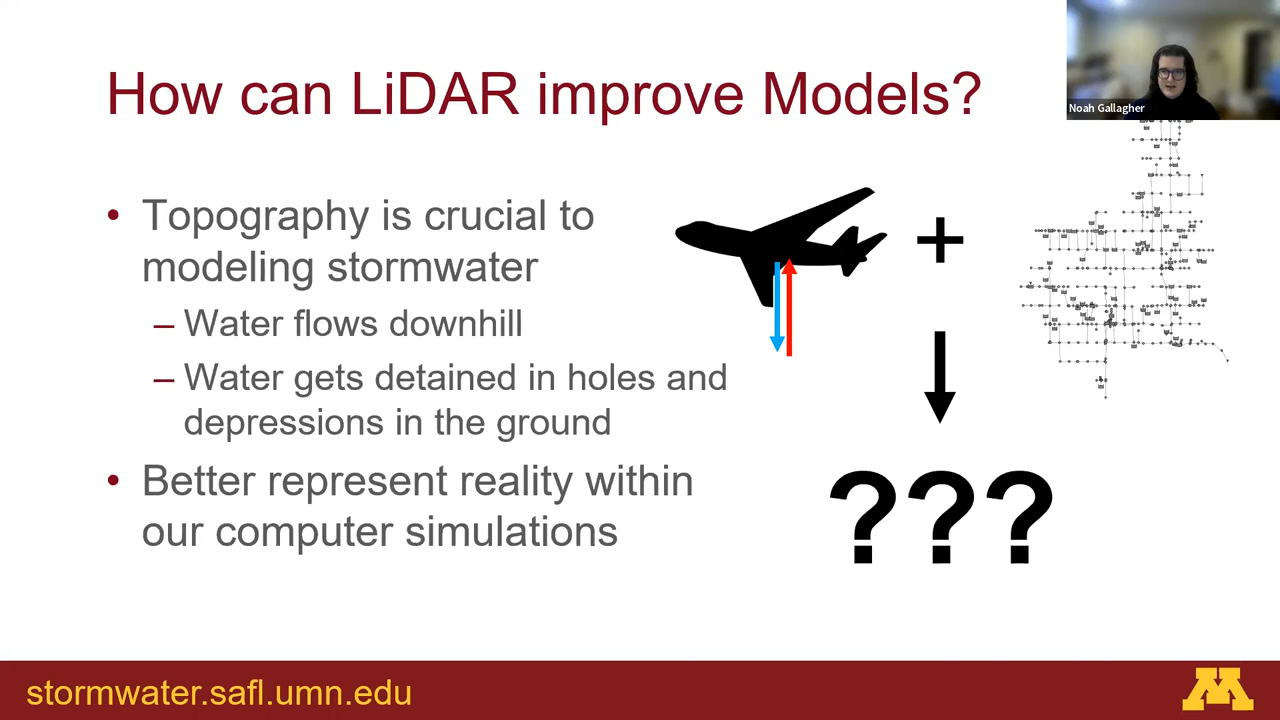 How can LiDAR improve Models?
Noah Gallagher
• Topography is crucial to
modeling stormwater
– Water flows downhill
– Water gets detained in holes and
depressions in the ground
• Better represent reality within
our computer simulations
+
???
stormwater.safl.umn.edu
M